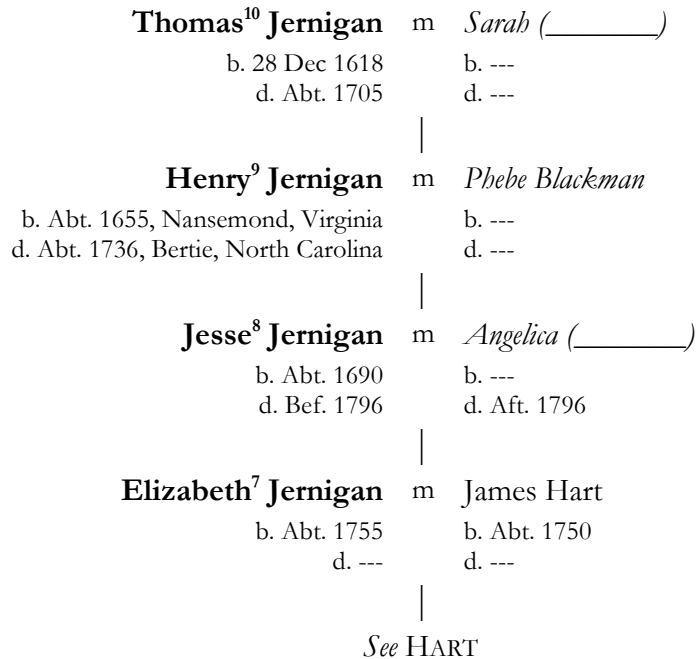 Thomas¹⁰ Jernigan m Sarah (________)
b. 28 Dec 1618 b. ---
d. Abt. 1705 d. ---
Henry⁹ Jernigan m Phebe Blackman
b. Abt. 1655, Nansemond, Virginia b. ---
d. Abt. 1736, Bertie, North Carolina d. ---
Jesse⁸ Jernigan m Angelica (________)
b. Abt. 1690 b. ---
d. Bef. 1796 d. Aft. 1796
Elizabeth⁷ Jernigan m James Hart
b. Abt. 1755 b. Abt. 1750
d. --- d. ---
See HART